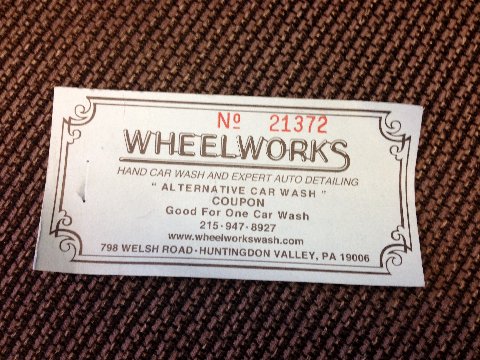 Nº 21372
WHEELWORKS
HAND CAR WASH AND EXPERT AUTO DETAILING
" ALTERNATIVE CAR WASH "
COUPON
Good For One Car Wash
215·947·8927
www.wheelworkswash.com
798 WELSH ROAD·HUNTINGDON VALLEY, PA 19006